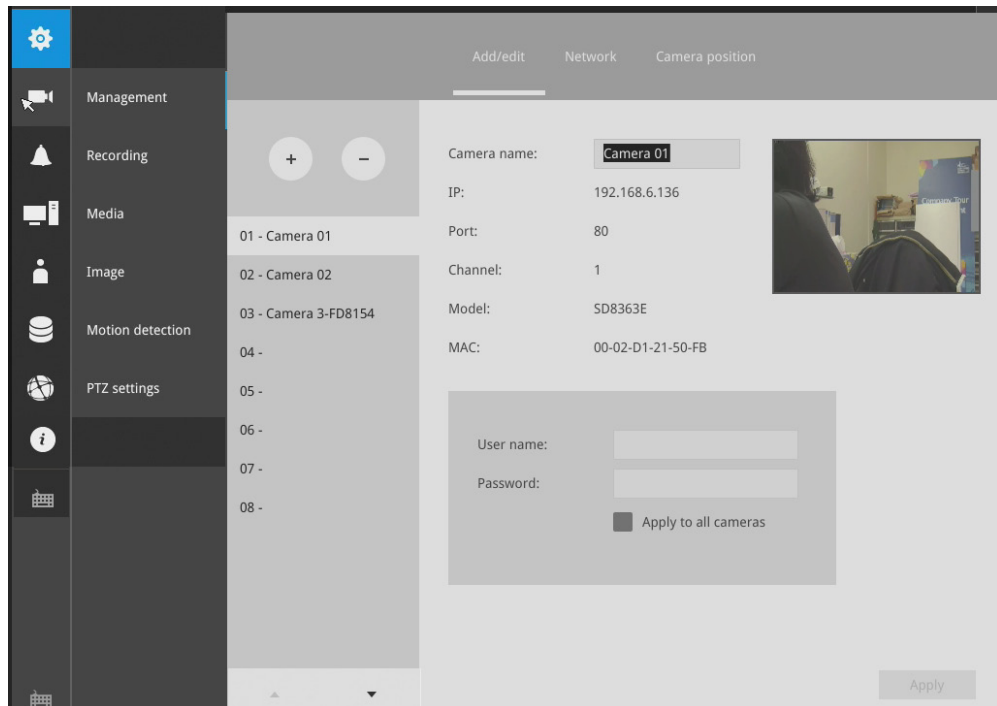 Add/edit Network Camera position
Management
Recording
Media
Image
Motion detection
PTZ settings
+ −
01 - Camera 01
02 - Camera 02
03 - Camera 3-FD8154
04 -
05 -
06 -
07 -
08 -
Camera name: Camera 01
IP: 192.168.6.136
Port: 80
Channel: 1
Model: SD8363E
MAC: 00-02-D1-21-50-FB
Company Tour
User name:
Password:
Apply to all cameras
Apply
i